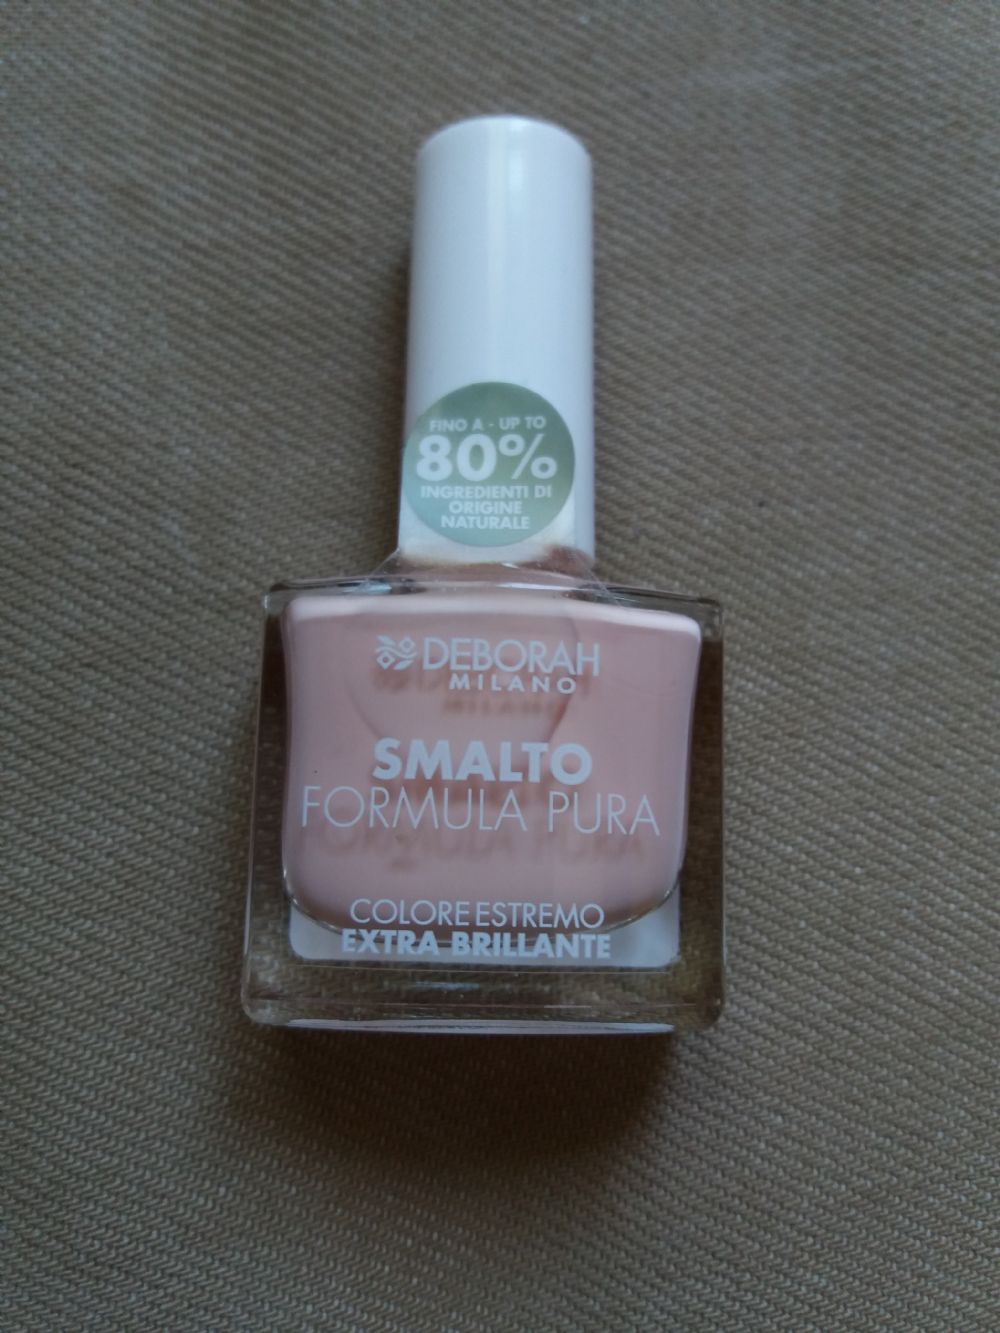 FINO A - UP TO
80%
INGREDIENTI DI
ORIGINE
NATURALE
DEBORAH
MILANO
SMALTO
FORMULA PURA
COLORE ESTREMO
EXTRA BRILLANTE